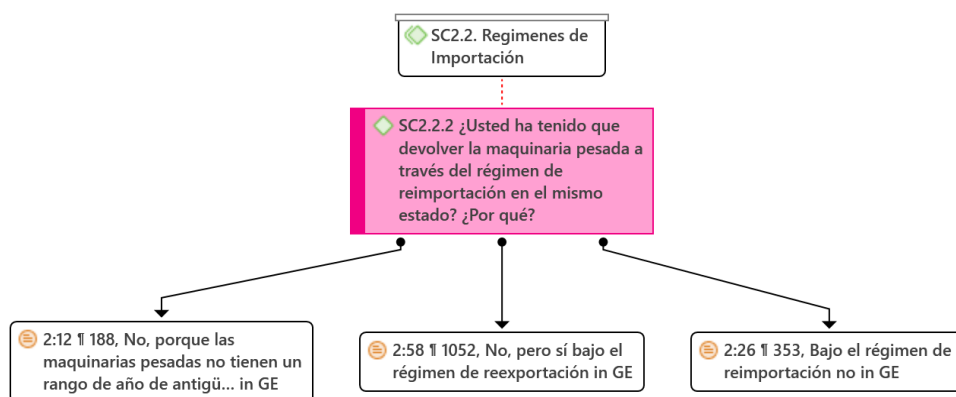 SC2.2. Regimenes de
Importación
SC2.2.2 ¿Usted ha tenido que
devolver la maquinaria pesada a
través del régimen de
reimportación en el mismo
estado? ¿Por qué?
2:12 ¶ 188, No, porque las
maquinarias pesadas no tienen un
rango de año de antigü... in GE
2:58 ¶ 1052, No, pero sí bajo el
régimen de reexportación in GE
2:26 ¶ 353, Bajo el régimen de
reimportación no in GE